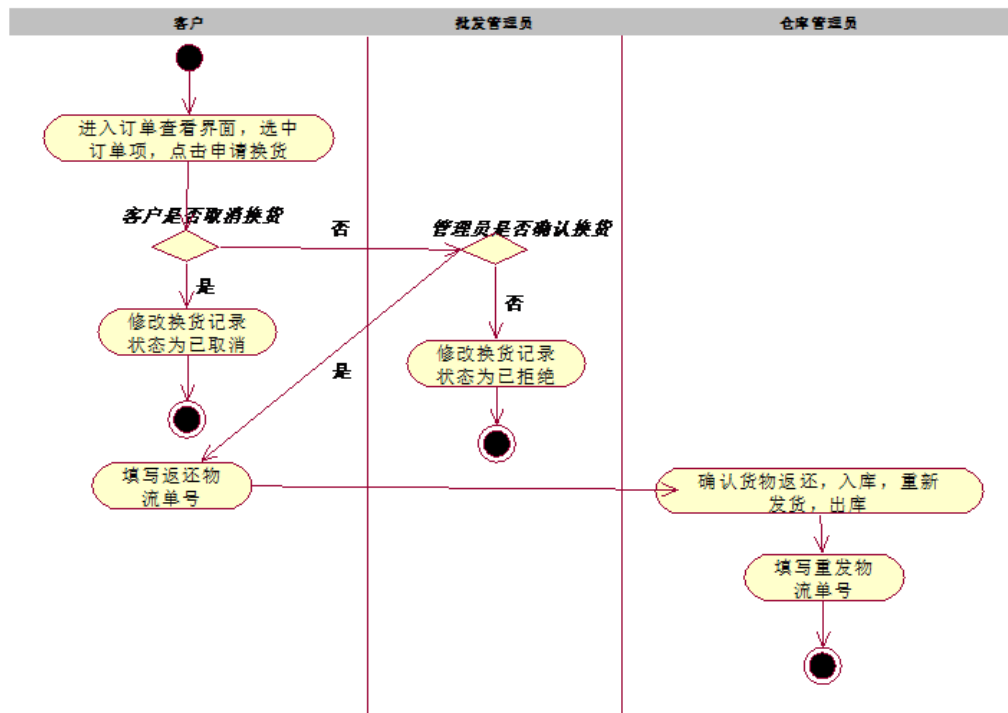 客户
批发管理员
仓库管理员
进入订单查看界面，选中
订单项，点击申请换货
客户是否取消换货
否
管理员是否确认换货
是
否
修改换货记录
状态为已取消
修改换货记录
状态为已拒绝
是
填写返还物
流单号
确认货物返还，入库，重新
发货，出库
填写重发物
流单号